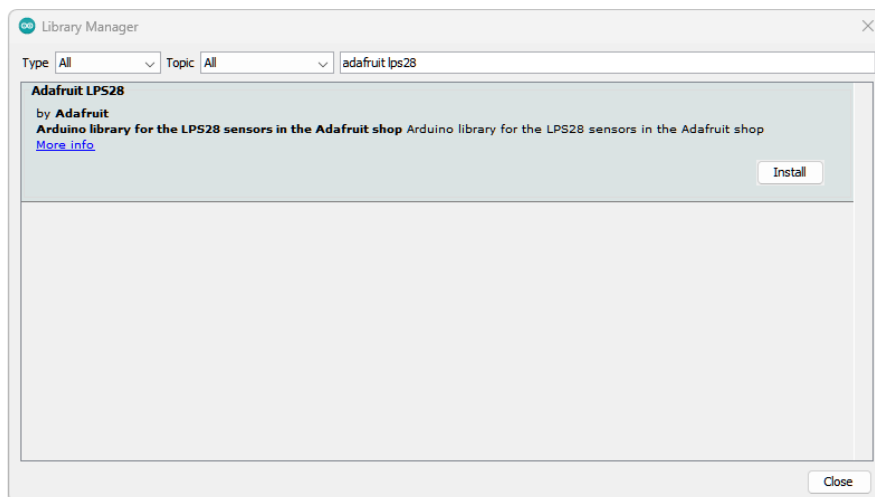 Library Manager
Type All Topic All adafruit lps28
Adafruit LPS28
by Adafruit
Arduino library for the LPS28 sensors in the Adafruit shop Arduino library for the LPS28 sensors in the Adafruit shop
More info
Install
Close